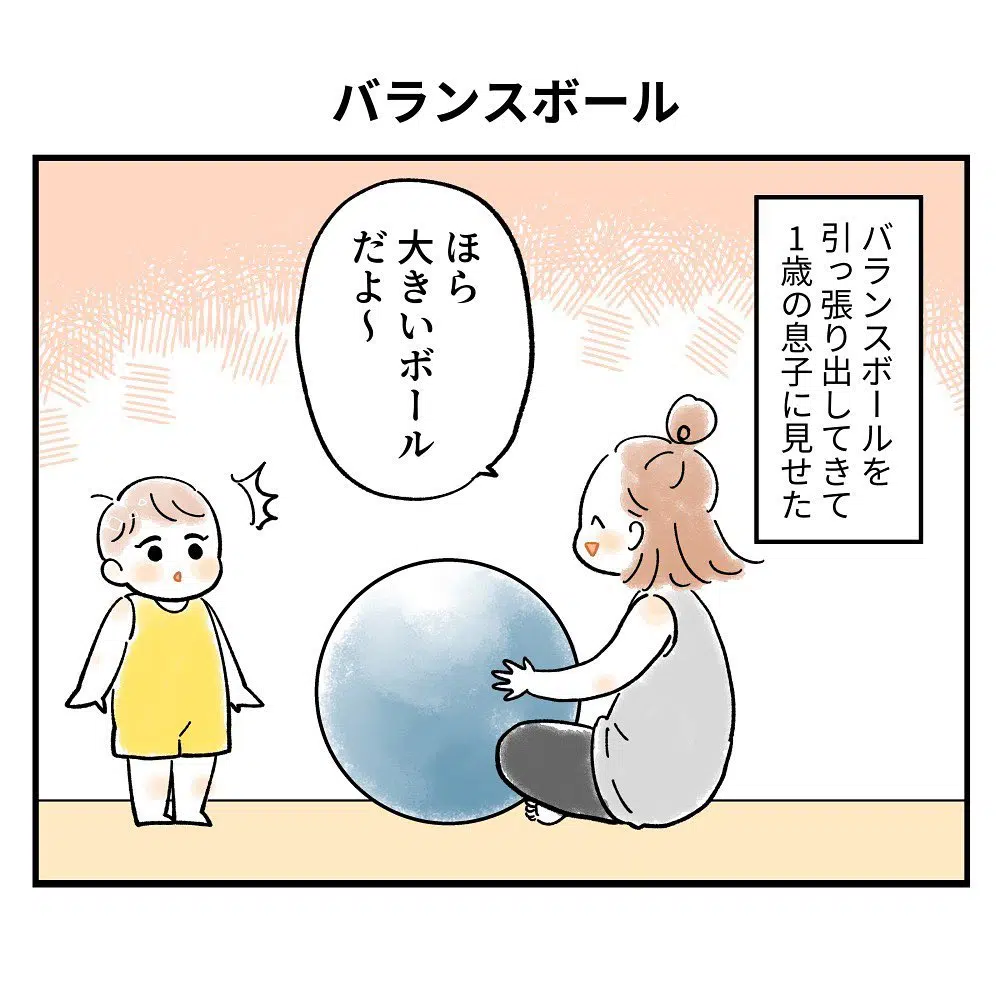 バランスボール
バランスボールを
引っ張り出してきて
1歳の息子に見せた
ほら
大きいボール
だよ～